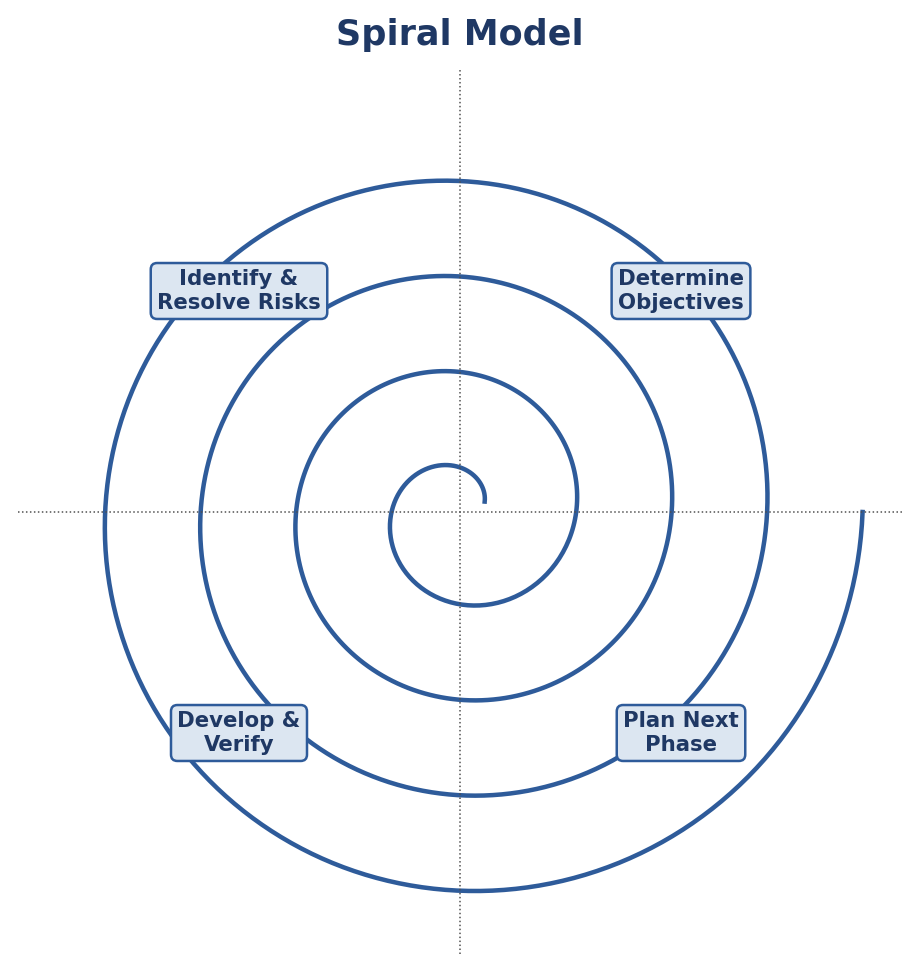 Spiral Model
Identify &
Resolve Risks
Determine
Objectives
Develop &
Verify
Plan Next
Phase